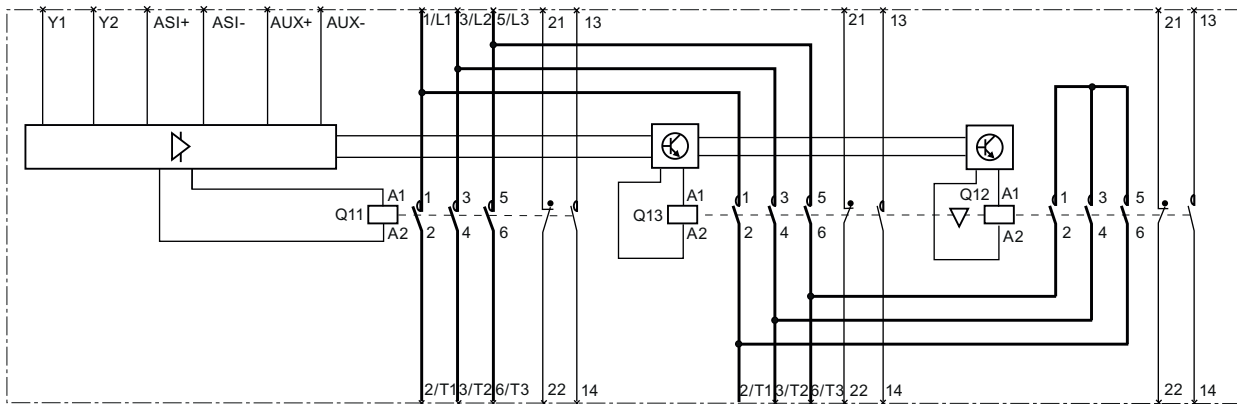 Y1 Y2 ASI+ ASI- AUX+ AUX- 1/L1 3/L2 5/L3 21 13 21 13 21 13
A1 1 3 5 A1 1 3 5 Q12 A1 1 3 5
Q11 Q13
A2 2 4 6 A2 2 4 6 A2 2 4 6
2/T1 3/T2 6/T3 22 14 2/T1 3/T2 6/T3 22 14 22 14